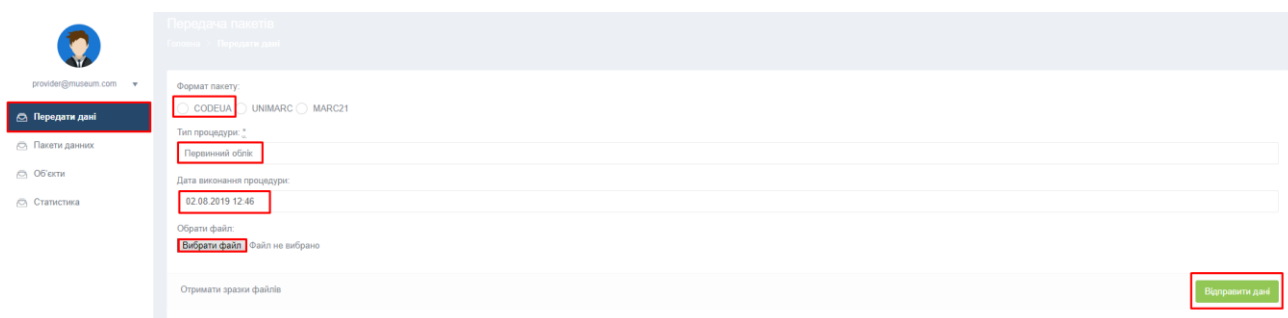 Передача пакетів
Головна / Передати дані
provider@museum.com
Передати дані
Пакети данних
Об'єкти
Статистика
Формат пакету:
CODEUA UNIMARC MARC21
Тип процедури: *
Первинний облік
Дата виконання процедури:
02.08.2019 12:46
Обрати файл:
Вибрати файл Файл не вибрано
Отримати зразки файлів
Відправити дані